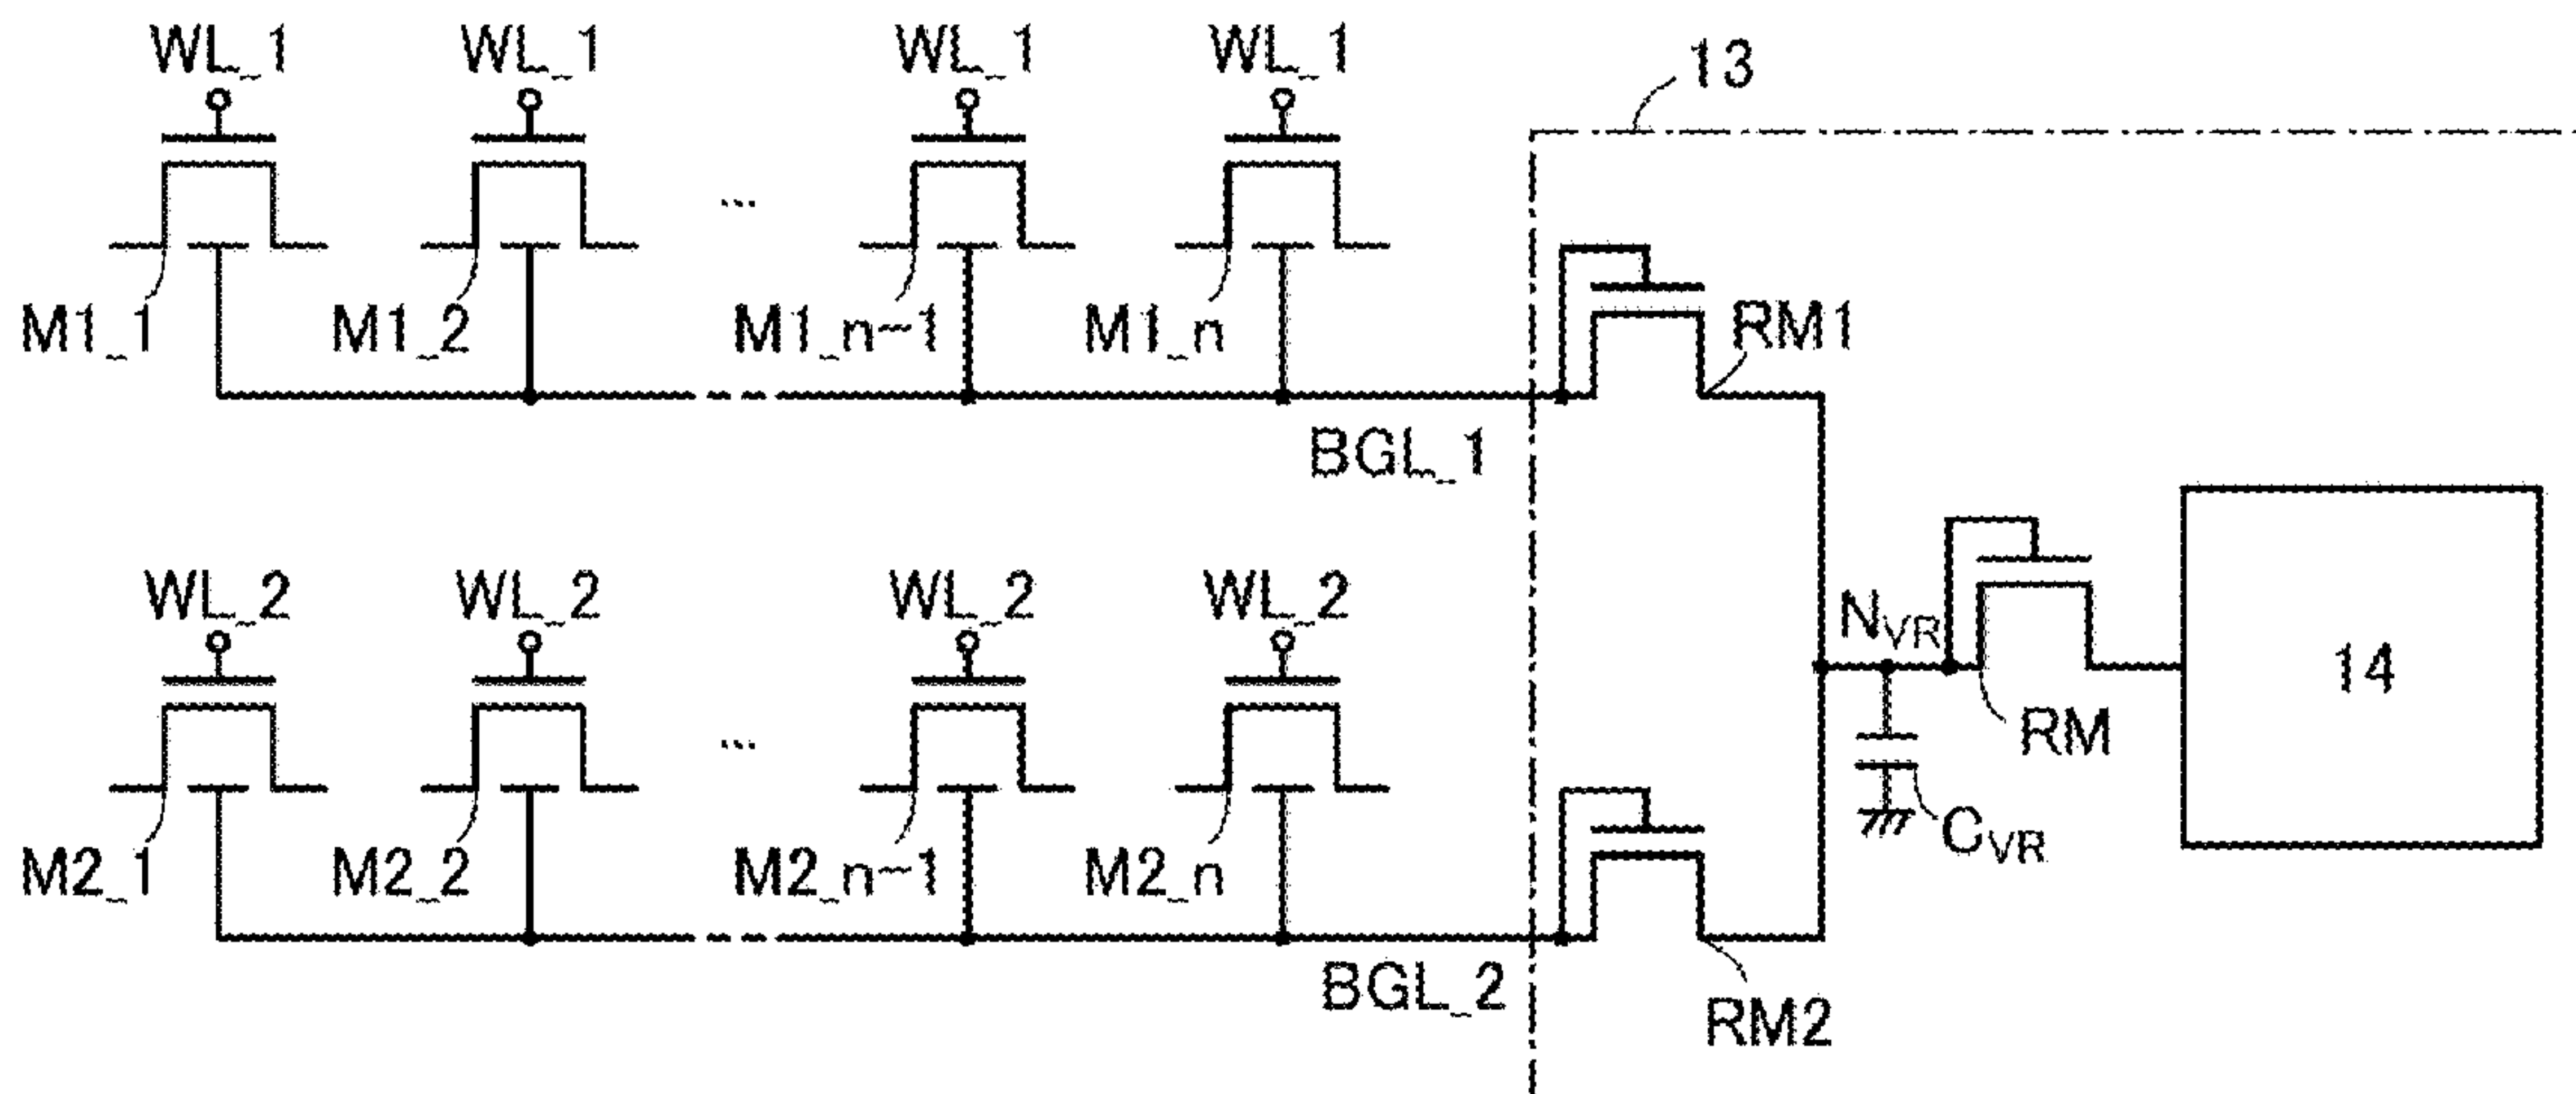 WL_1 WL_1 WL_1 WL_1
13
M1_1 M1_2 ... M1_n-1 M1_n
RM1
BGL_1
WL_2 WL_2 WL_2 WL_2
NVR
14
RM
CVR
M2_1 M2_2 ... M2_n-1 M2_n
BGL_2
RM2